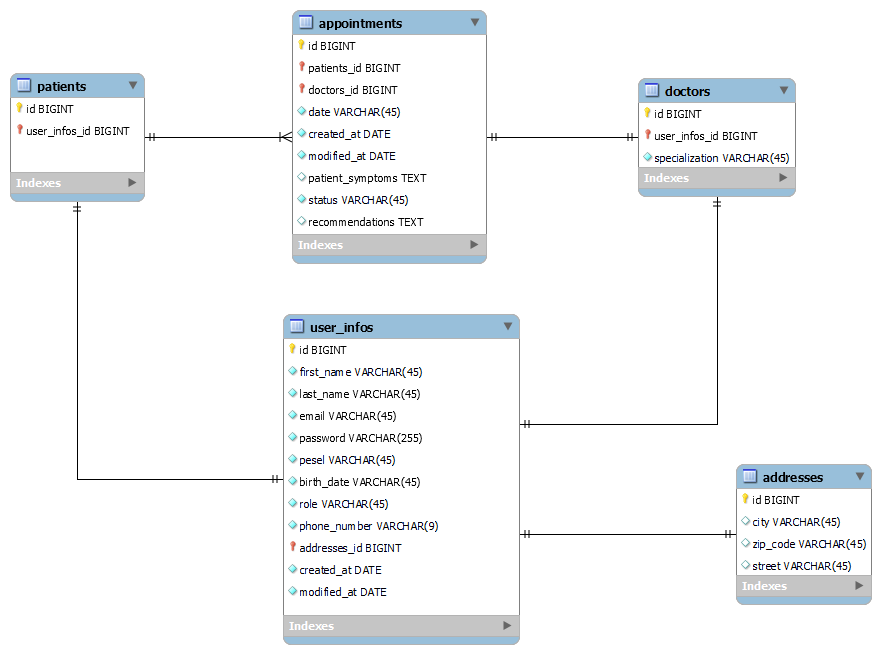 appointments
id BIGINT
patients_id BIGINT
doctors_id BIGINT
date VARCHAR(45)
created_at DATE
modified_at DATE
patient_symptoms TEXT
status VARCHAR(45)
recommendations TEXT
Indexes
patients
id BIGINT
user_infos_id BIGINT
Indexes
doctors
id BIGINT
user_infos_id BIGINT
specialization VARCHAR(45)
Indexes
user_infos
id BIGINT
first_name VARCHAR(45)
last_name VARCHAR(45)
email VARCHAR(45)
password VARCHAR(255)
pesel VARCHAR(45)
birth_date VARCHAR(45)
role VARCHAR(45)
phone_number VARCHAR(9)
addresses_id BIGINT
created_at DATE
modified_at DATE
Indexes
addresses
id BIGINT
city VARCHAR(45)
zip_code VARCHAR(45)
street VARCHAR(45)
Indexes